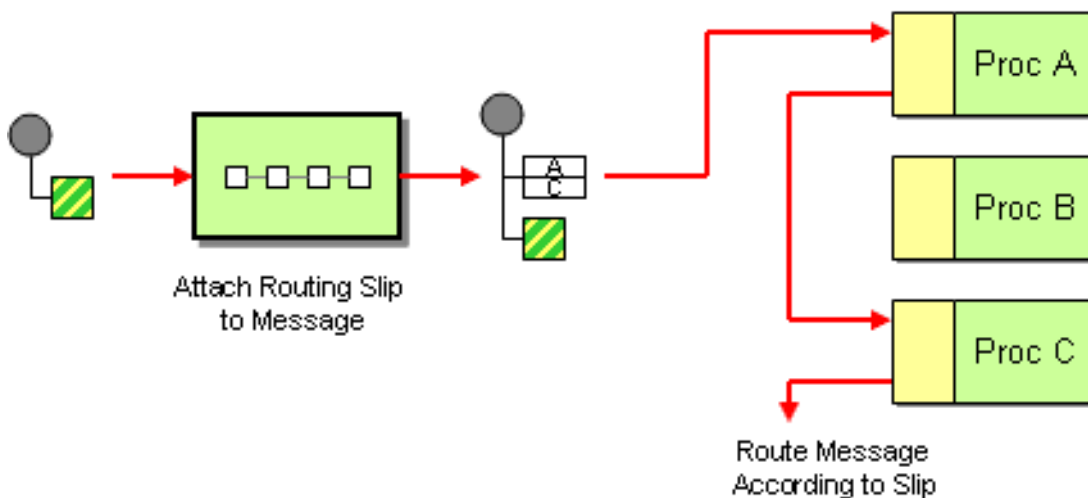 Proc A
A
C
Proc B
Attach Routing Slip
to Message
Proc C
Route Message
According to Slip